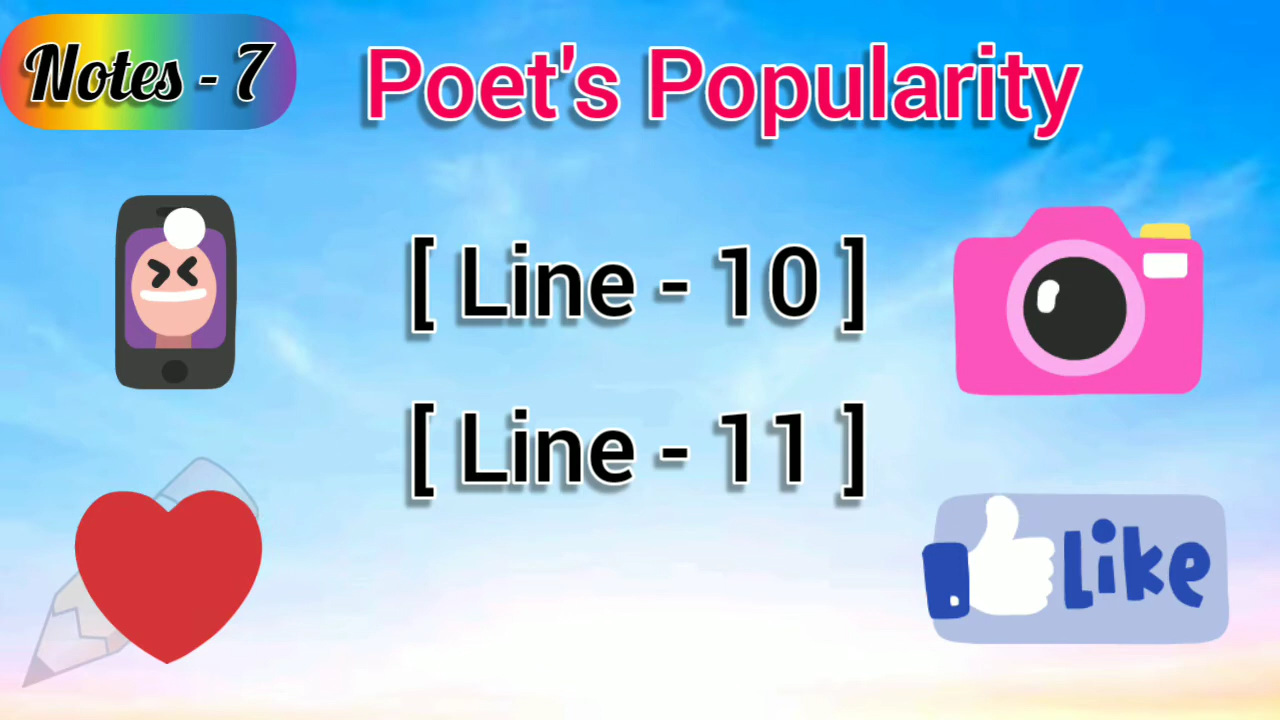 Notes - 7
Poet's Popularity
[ Line - 10 ]
[ Line - 11 ]
Like